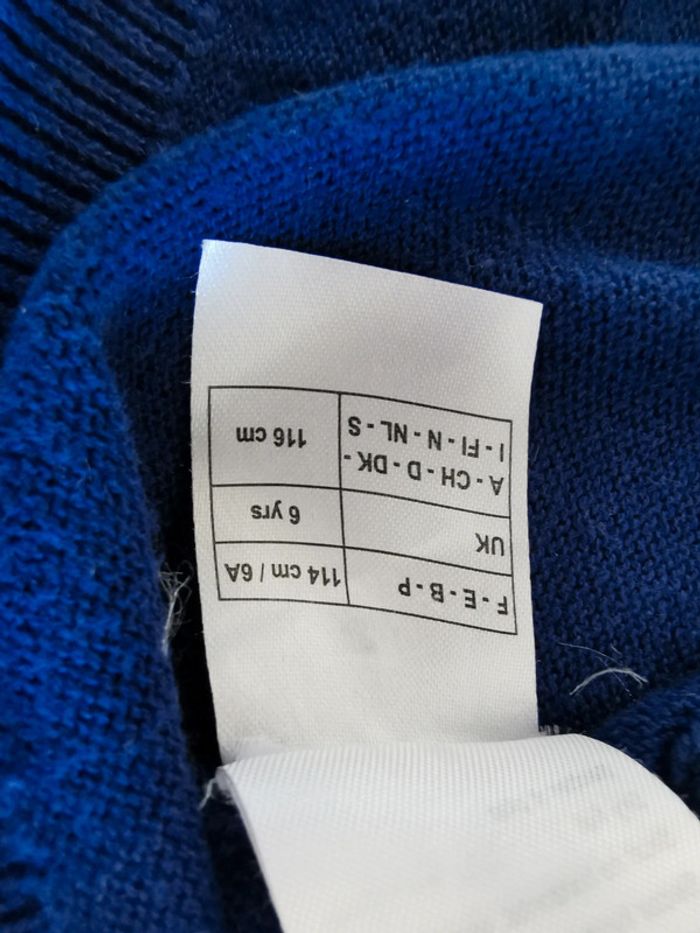 F - E - B - P 114 cm / 6A
UK 6 yrs
A - CH - D - DK -
I - FI - N - NL - S 116 cm